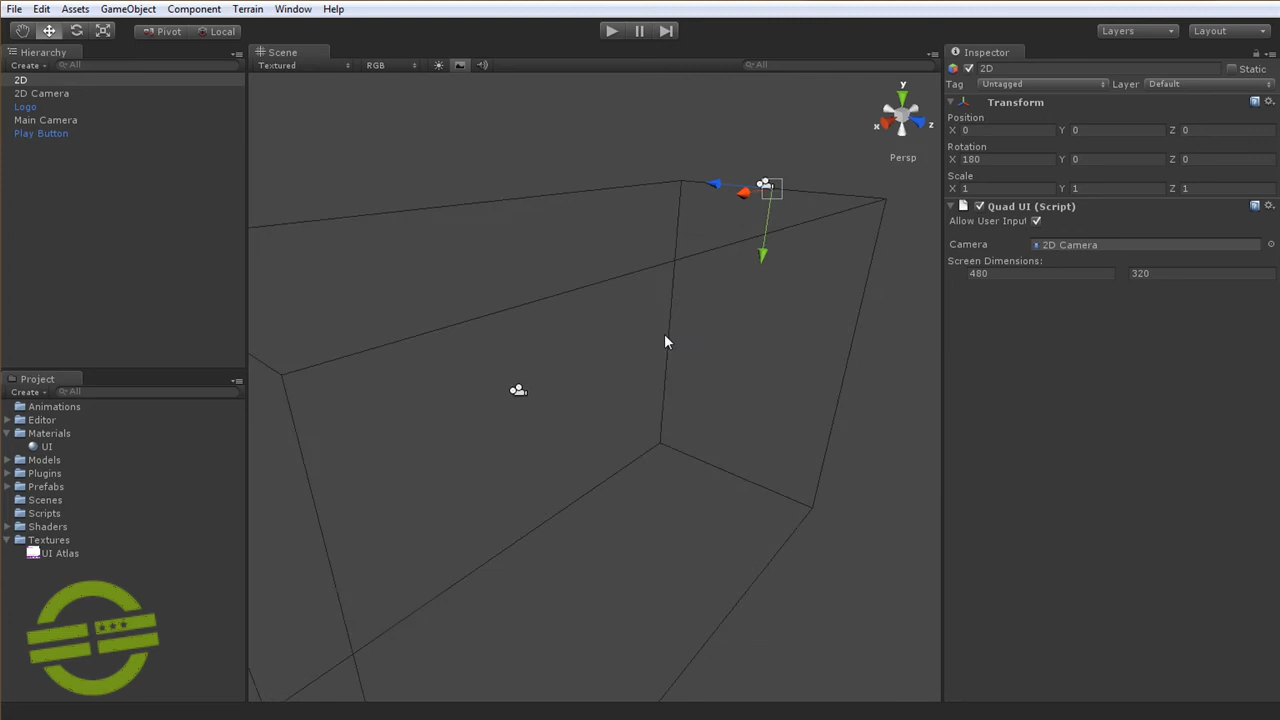 File Edit Assets GameObject Component Terrain Window Help
Pivot Local Layers Layout
Hierarchy
Create All
2D
2D Camera
Logo
Main Camera
Play Button
Scene
Textured RGB All
y
x z
Persp
Project
Create All
Animations
Editor
Materials
UI
Models
Plugins
Prefabs
Scenes
Scripts
Shaders
Textures
UI Atlas
Inspector
2D Static
Tag Untagged Layer Default
Transform
Position
X 0 Y 0 Z 0
Rotation
X 180 Y 0 Z 0
Scale
X 1 Y 1 Z 1
Quad UI (Script)
Allow User Input
Camera 2D Camera
Screen Dimensions:
480 320